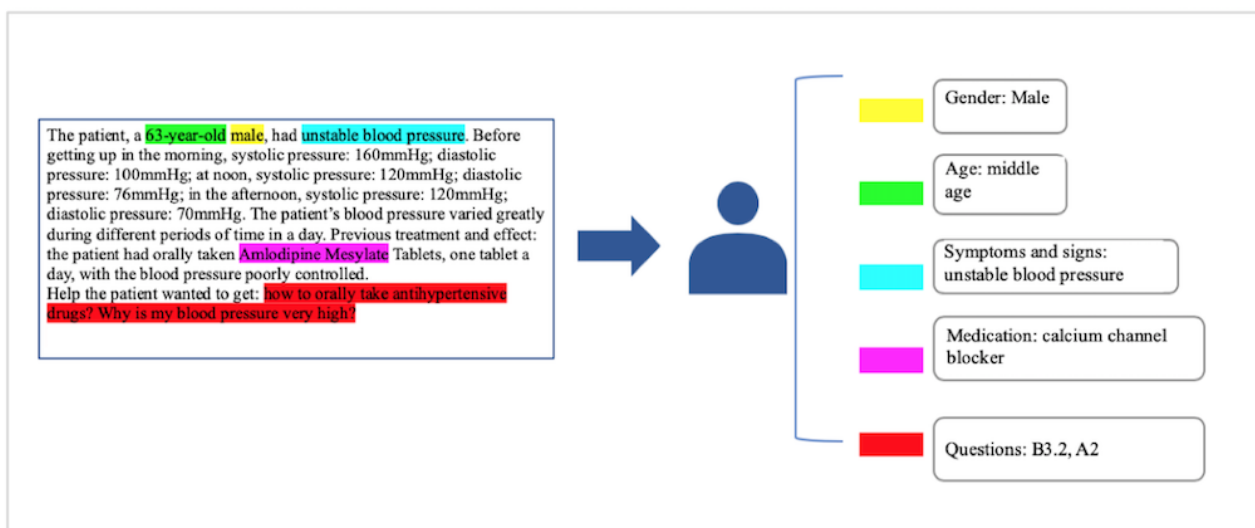 The patient, a 63-year-old male, had unstable blood pressure. Before
getting up in the morning, systolic pressure: 160mmHg; diastolic
pressure: 100mmHg; at noon, systolic pressure: 120mmHg; diastolic
pressure: 76mmHg; in the afternoon, systolic pressure: 120mmHg;
diastolic pressure: 70mmHg. The patient's blood pressure varied greatly
during different periods of time in a day. Previous treatment and effect:
the patient had orally taken Amlodipine Mesylate Tablets, one tablet a
day, with the blood pressure poorly controlled.
Help the patient wanted to get: how to orally take antihypertensive
drugs? Why is my blood pressure very high?
Gender: Male
Age: middle
age
Symptoms and signs:
unstable blood pressure
Medication: calcium channel
blocker
Questions: B3.2, A2